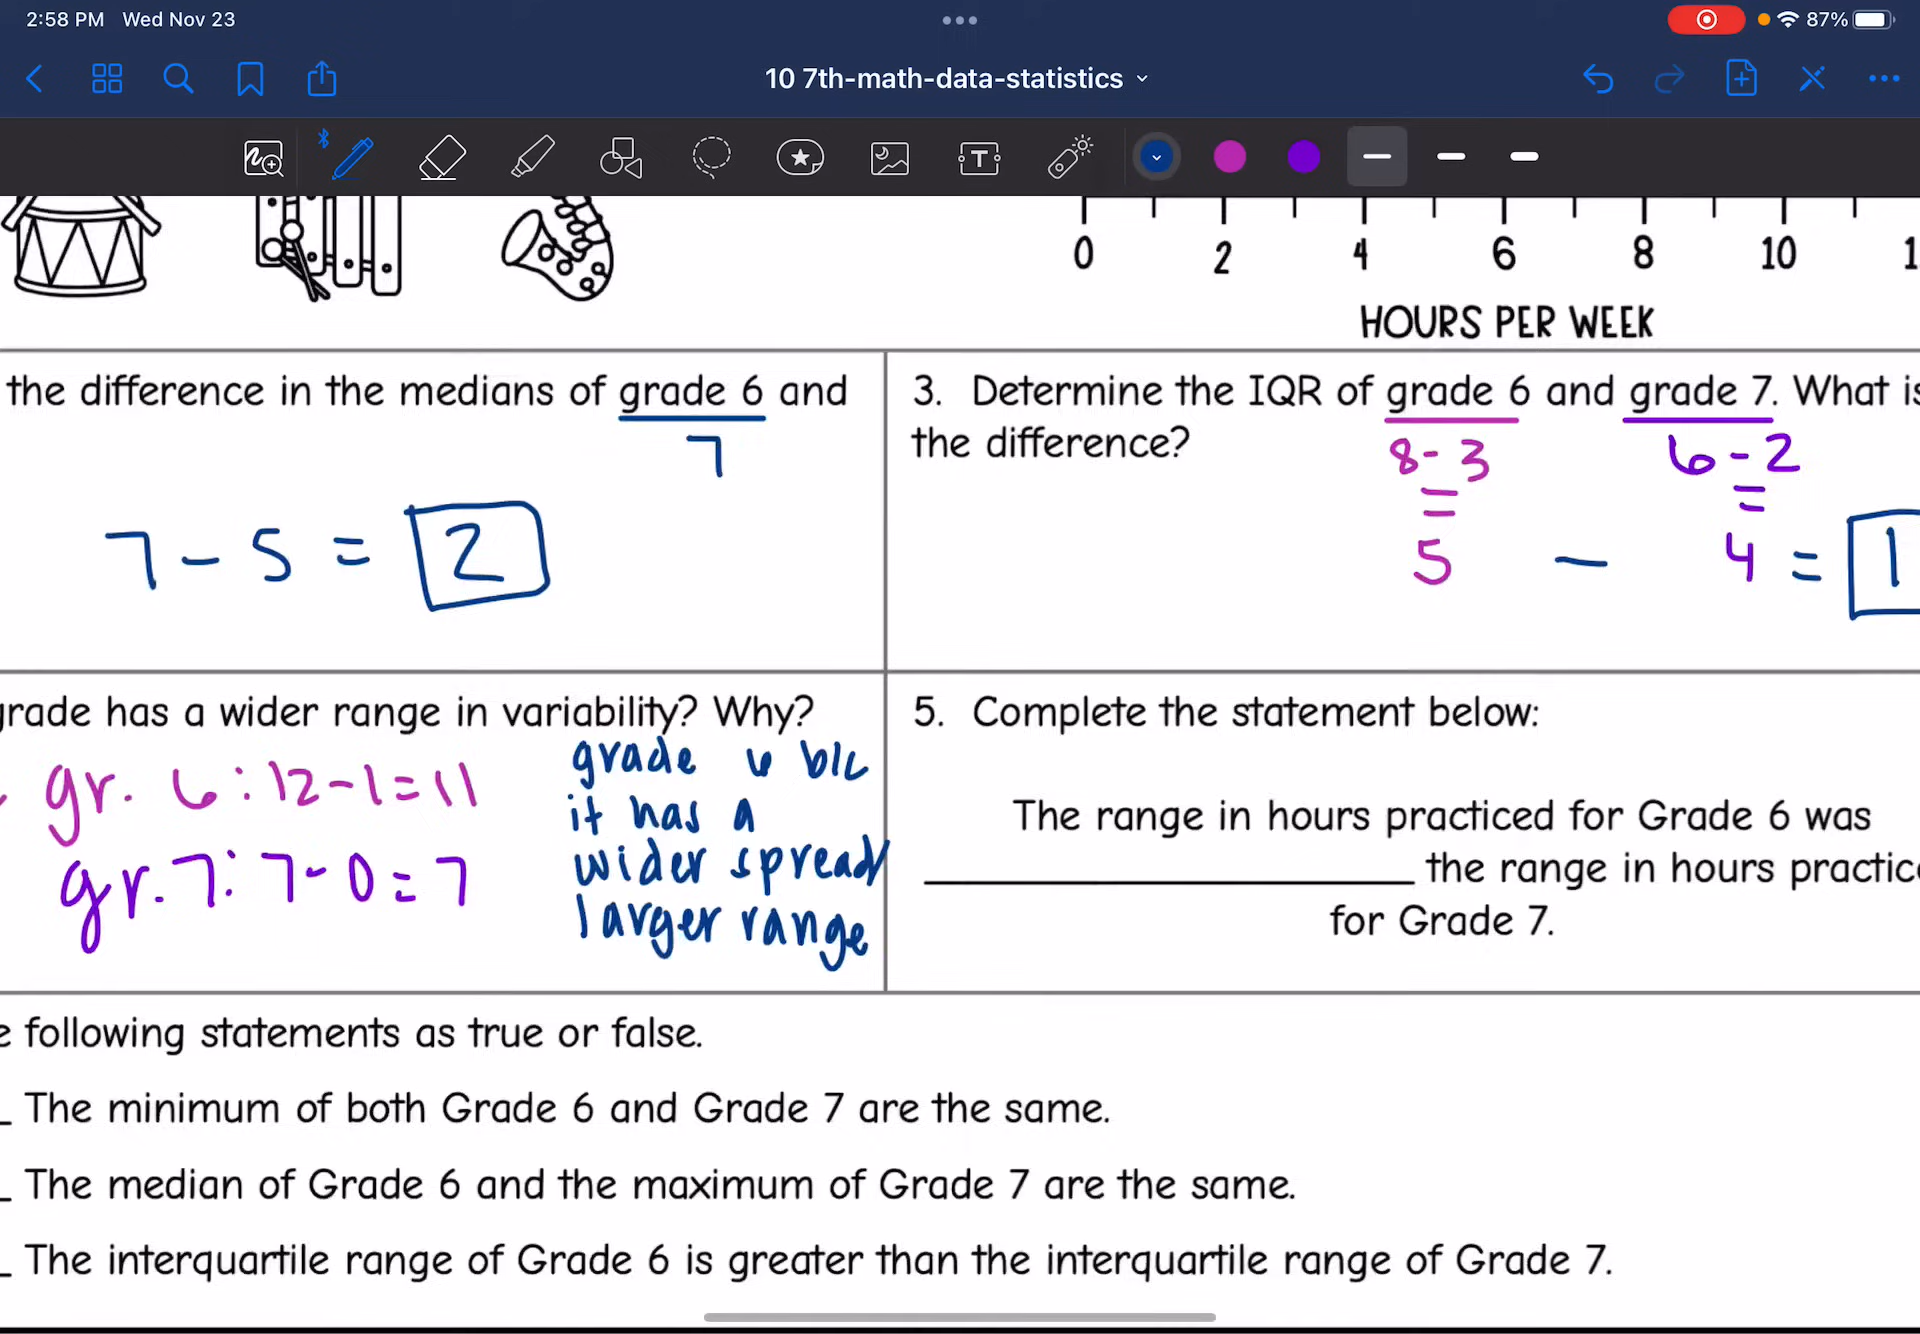 2:58 PM Wed Nov 23
87%
10 7th-math-data-statistics
T
0 2 4 6 8 10 1
HOURS PER WEEK
the difference in the medians of grade 6 and
7
7 - 5 = 2
3. Determine the IQR of grade 6 and grade 7. What is
the difference?
8-3 6-2
= =
5 - 4 = 1
grade has a wider range in variability? Why?
gr. 6: 12-1=11
gr. 7: 7-0=7
grade 6 b/c
it has a
wider spread/
larger range
5. Complete the statement below:
The range in hours practiced for Grade 6 was
____________________ the range in hours practice
for Grade 7.
e following statements as true or false.
_ The minimum of both Grade 6 and Grade 7 are the same.
_ The median of Grade 6 and the maximum of Grade 7 are the same.
_ The interquartile range of Grade 6 is greater than the interquartile range of Grade 7.